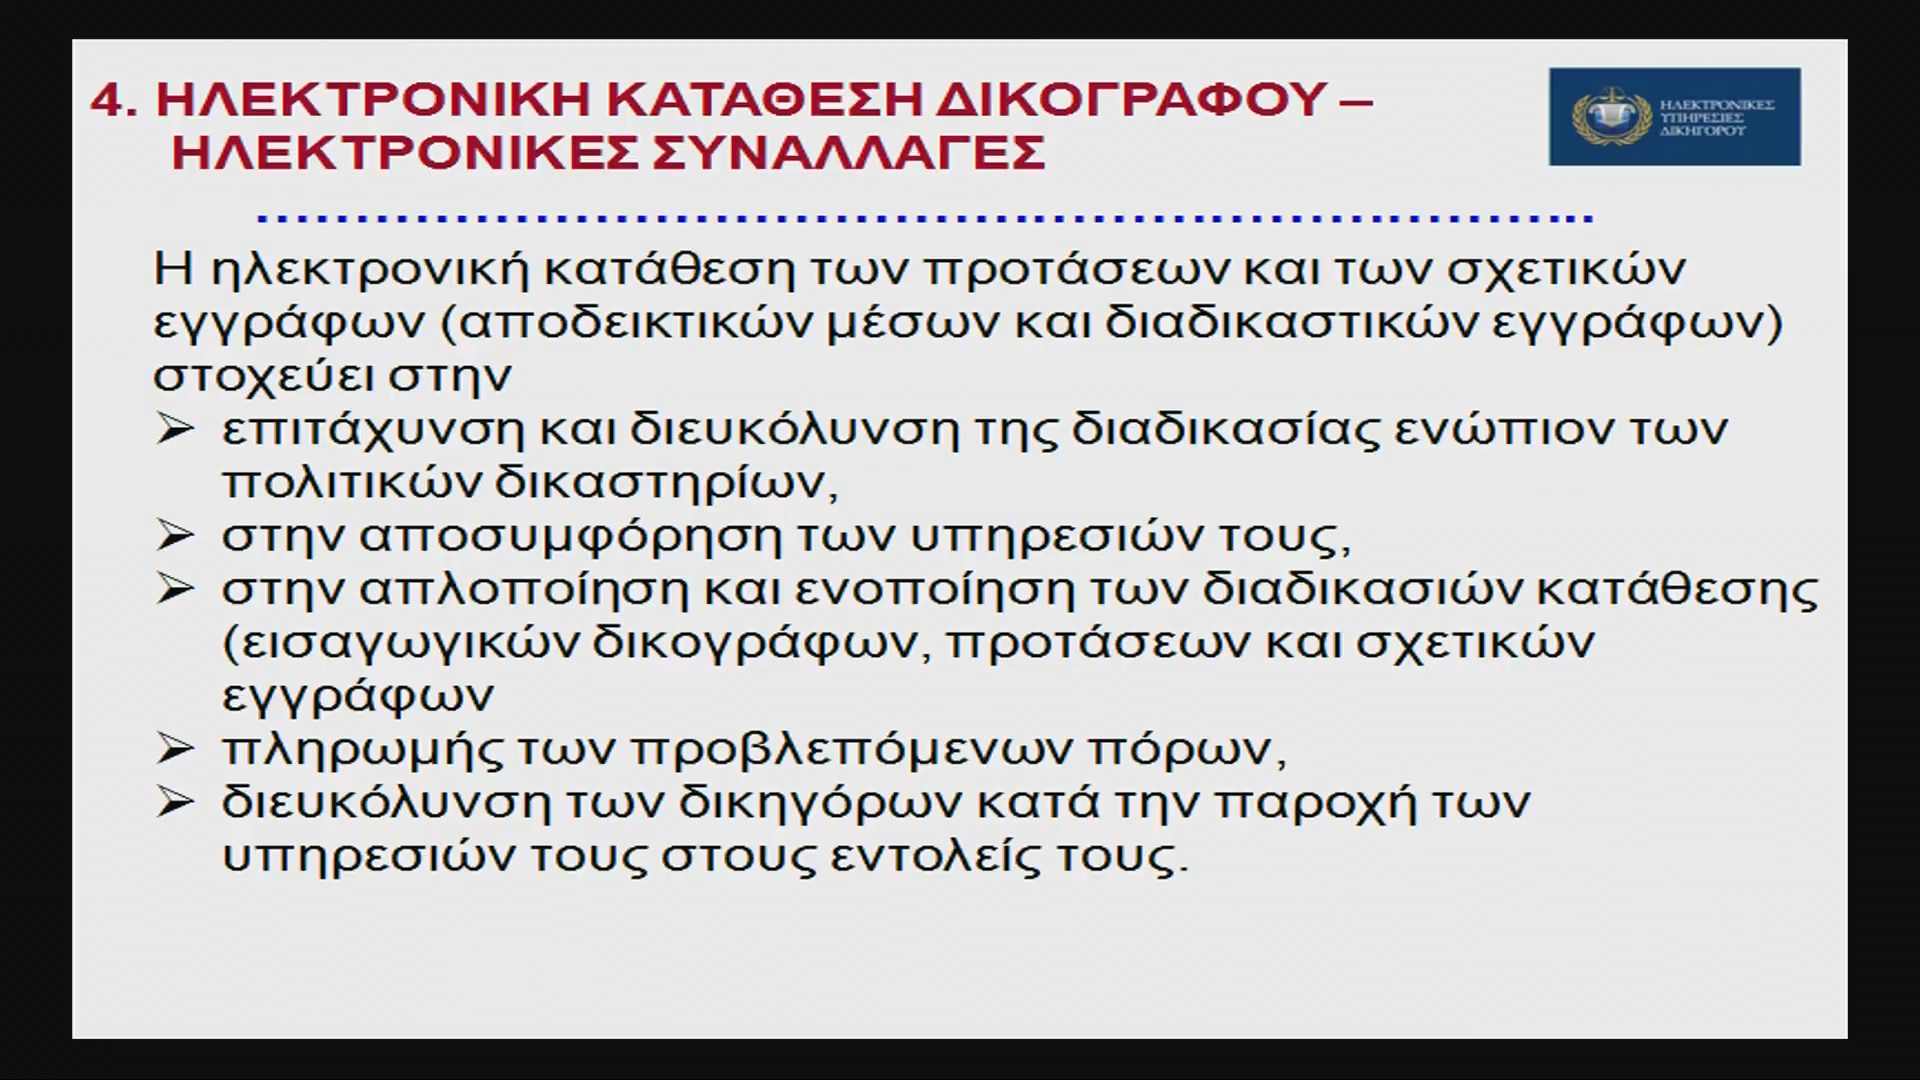 4. ΗΛΕΚΤΡΟΝΙΚΗ ΚΑΤΑΘΕΣΗ ΔΙΚΟΓΡΑΦΟΥ –
ΗΛΕΚΤΡΟΝΙΚΕΣ ΣΥΝΑΛΛΑΓΕΣ
ΗΛΕΚΤΡΟΝΙΚΕΣ
ΥΠΗΡΕΣΙΕΣ
ΔΙΚΗΓΟΡΟΥ
Η ηλεκτρονική κατάθεση των προτάσεων και των σχετικών
εγγράφων (αποδεικτικών μέσων και διαδικαστικών εγγράφων)
στοχεύει στην
➢ επιτάχυνση και διευκόλυνση της διαδικασίας ενώπιον των
πολιτικών δικαστηρίων,
➢ στην αποσυμφόρηση των υπηρεσιών τους,
➢ στην απλοποίηση και ενοποίηση των διαδικασιών κατάθεσης
(εισαγωγικών δικογράφων, προτάσεων και σχετικών
εγγράφων
➢ πληρωμής των προβλεπόμενων πόρων,
➢ διευκόλυνση των δικηγόρων κατά την παροχή των
υπηρεσιών τους στους εντολείς τους.